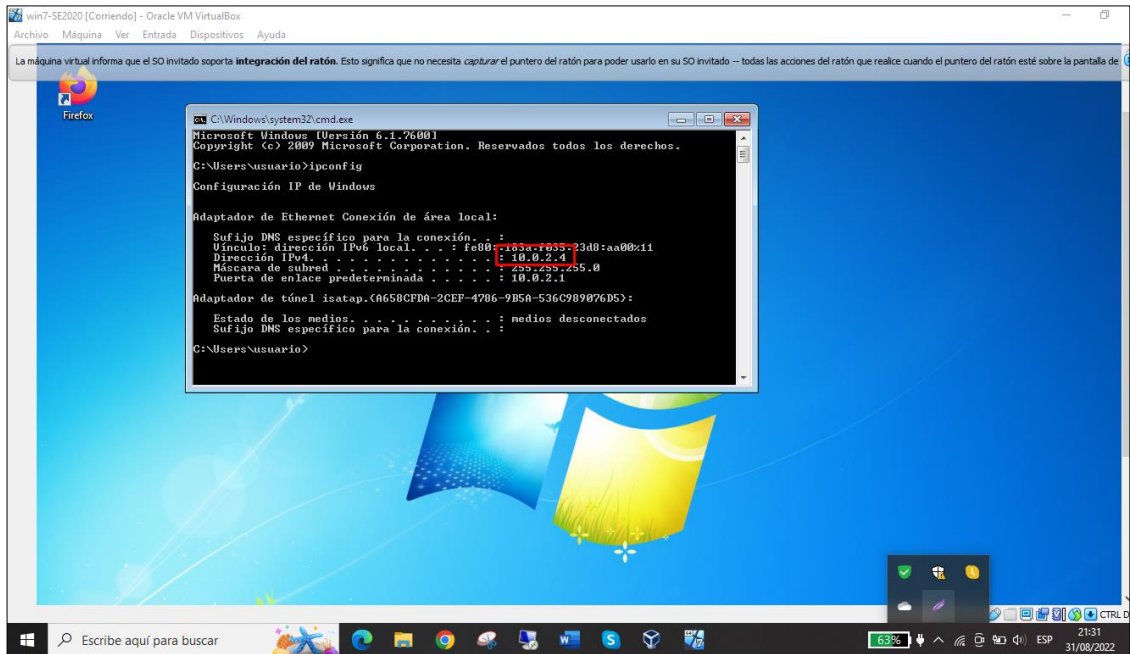 win7-SE2020 [Corriendo] - Oracle VM VirtualBox
Archivo Máquina Ver Entrada Dispositivos Ayuda
La máquina virtual informa que el SO invitado soporta integración del ratón. Esto significa que no necesita capturar el puntero del ratón para poder usarlo en su SO invitado -- todas las acciones del ratón que realice cuando el puntero del ratón esté sobre la pantalla de
Firefox
C:\Windows\system32\cmd.exe
Microsoft Windows [Versión 6.1.7600]
Copyright (c) 2009 Microsoft Corporation. Reservados todos los derechos.
C:\Users\usuario>ipconfig
Configuración IP de Windows
Adaptador de Ethernet Conexión de área local:
Sufijo DNS específico para la conexión. . :
Vínculo: dirección IPv6 local. . . : fe80::183a:f035:23d8:aa00%11
Dirección IPv4. . . . . . . . . . . . . . : 10.0.2.4
Máscara de subred . . . . . . . . . . . . : 255.255.255.0
Puerta de enlace predeterminada . . . . . : 10.0.2.1
Adaptador de túnel isatap.{A658CFDA-2CEF-4786-9B5A-536C989076D5}:
Estado de los medios. . . . . . . . . . . : medios desconectados
Sufijo DNS específico para la conexión. . :
C:\Users\usuario>
CTRL D
Escribe aquí para buscar
63%
ESP
21:31
31/08/2022